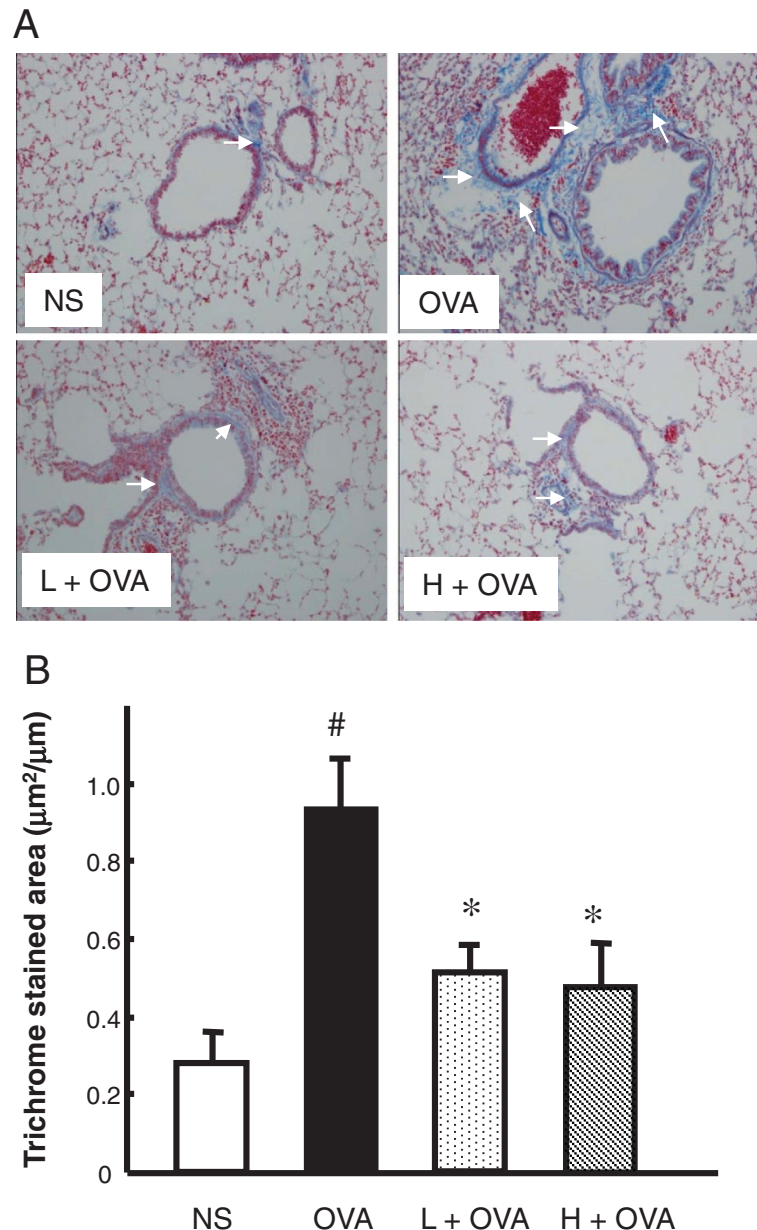 A
NS
OVA
L + OVA
H + OVA
B
Trichrome stained area (μm²/μm)
#
1.0
0.8
*
*
0.6
0.4
0.2
0
NS OVA L + OVA H + OVA